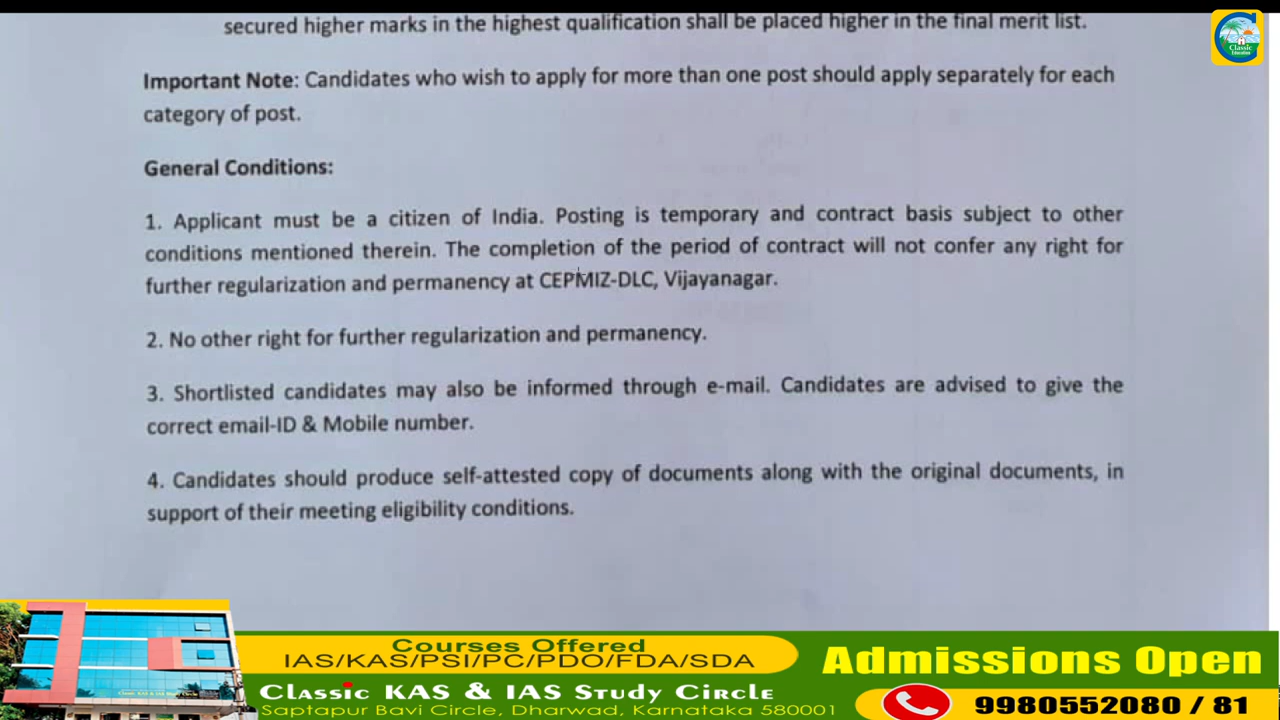 secured higher marks in the highest qualification shall be placed higher in the final merit list.
Classic
Education
Important Note: Candidates who wish to apply for more than one post should apply separately for each
category of post.
General Conditions:
1. Applicant must be a citizen of India. Posting is temporary and contract basis subject to other
conditions mentioned therein. The completion of the period of contract will not confer any right for
further regularization and permanency at CEPMIZ-DLC, Vijayanagar.
2. No other right for further regularization and permanency.
3. Shortlisted candidates may also be informed through e-mail. Candidates are advised to give the
correct email-ID & Mobile number.
4. Candidates should produce self-attested copy of documents along with the original documents, in
support of their meeting eligibility conditions.
Courses Offered
IAS/KAS/PSI/PC/PDO/FDA/SDA
Classic KAS & IAS Study Circle
Saptapur Bavi Circle, Dharwad, Karnataka 580001
Admissions Open
9980552080 / 81